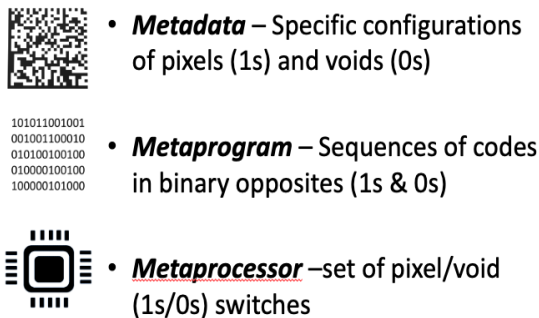 • Metadata – Specific configurations
of pixels (1s) and voids (0s)
101011001001
001001100010
010100100100
010000100100
100000101000
• Metaprogram – Sequences of codes
in binary opposites (1s & 0s)
• Metaprocessor –set of pixel/void
(1s/0s) switches